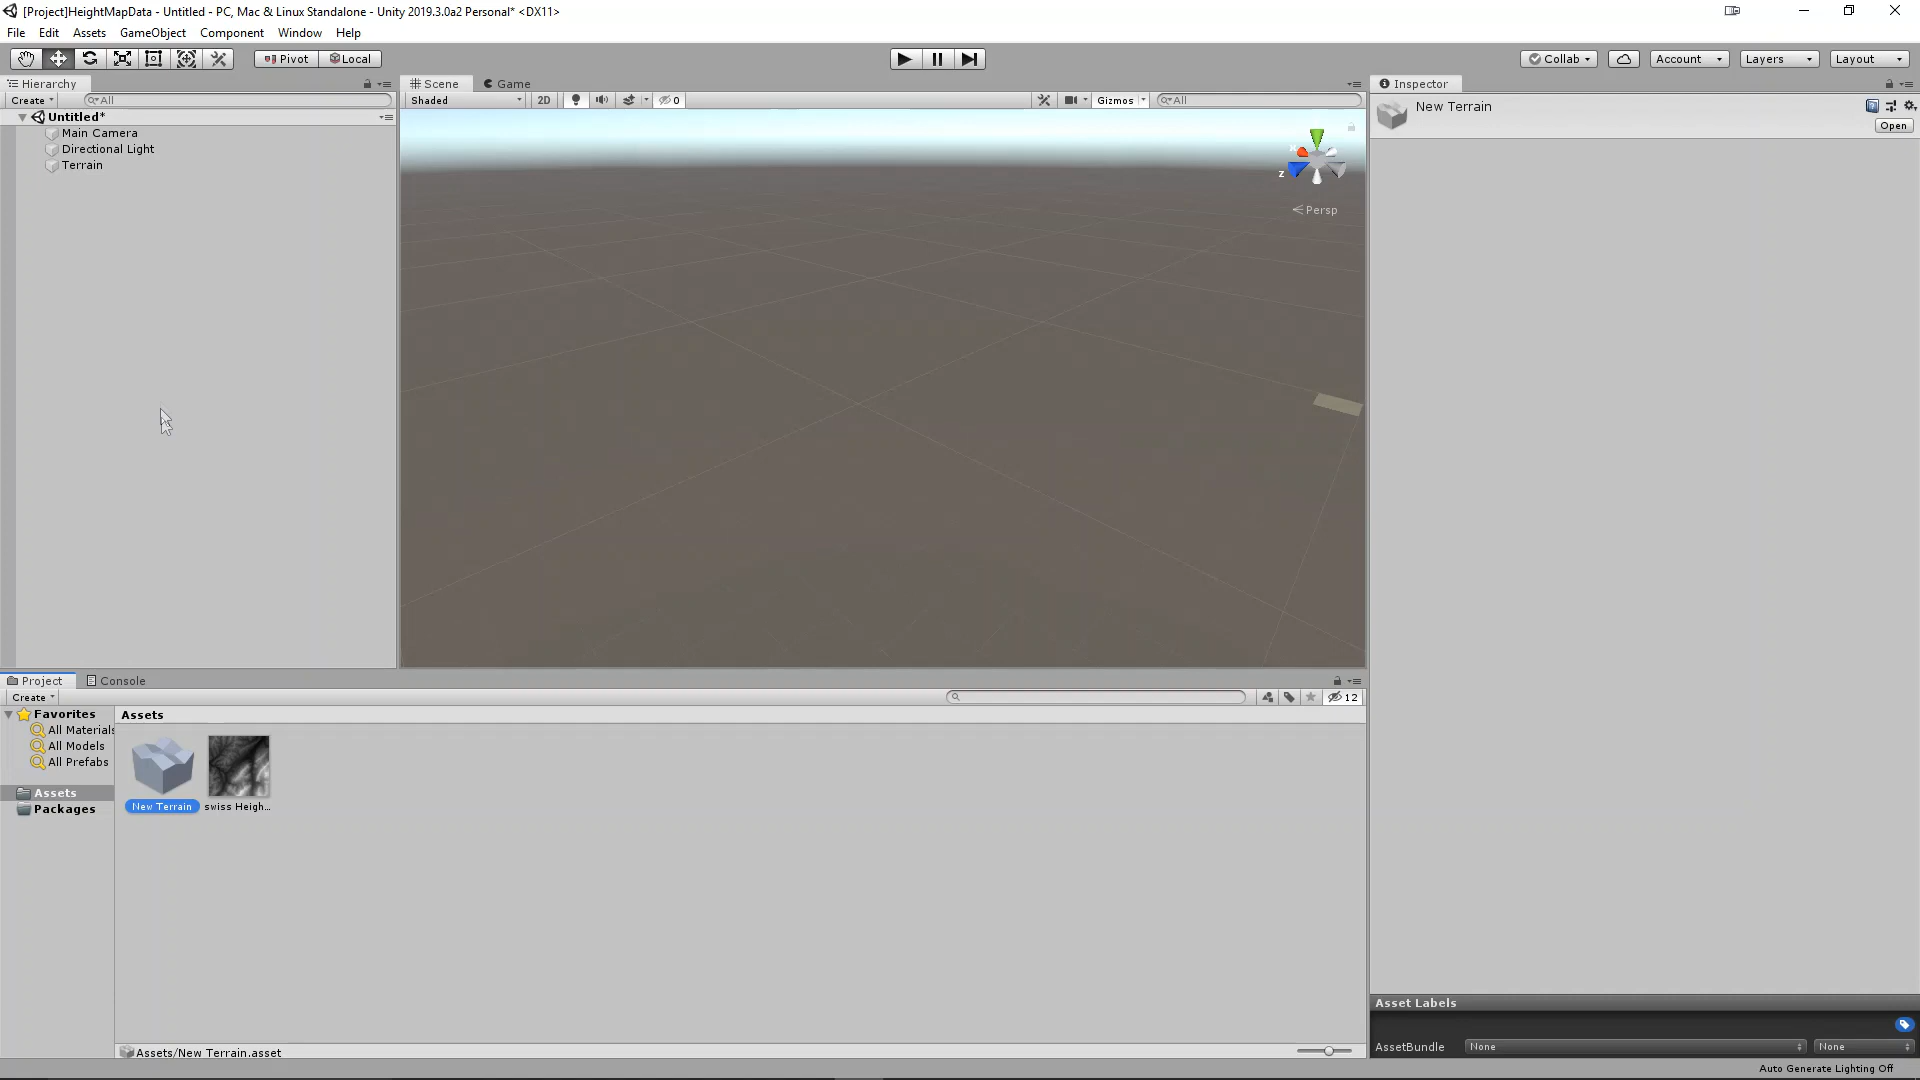 [Project]HeightMapData - Untitled - PC, Mac & Linux Standalone - Unity 2019.3.0a2 Personal* <DX11>
File Edit Assets GameObject Component Window Help
Pivot Local Collab Account Layers Layout
Hierarchy Scene Game Inspector
Create All Shaded 2D 0 Gizmos All
New Terrain
Open
Untitled*
Main Camera
Directional Light
Terrain
z
Persp
Project Console
Create 12
Favorites
Assets
All Materials
All Models
All Prefabs
Assets
Packages
New Terrain swiss Heigh...
Asset Labels
Assets/New Terrain.asset
AssetBundle None None
Auto Generate Lighting Off